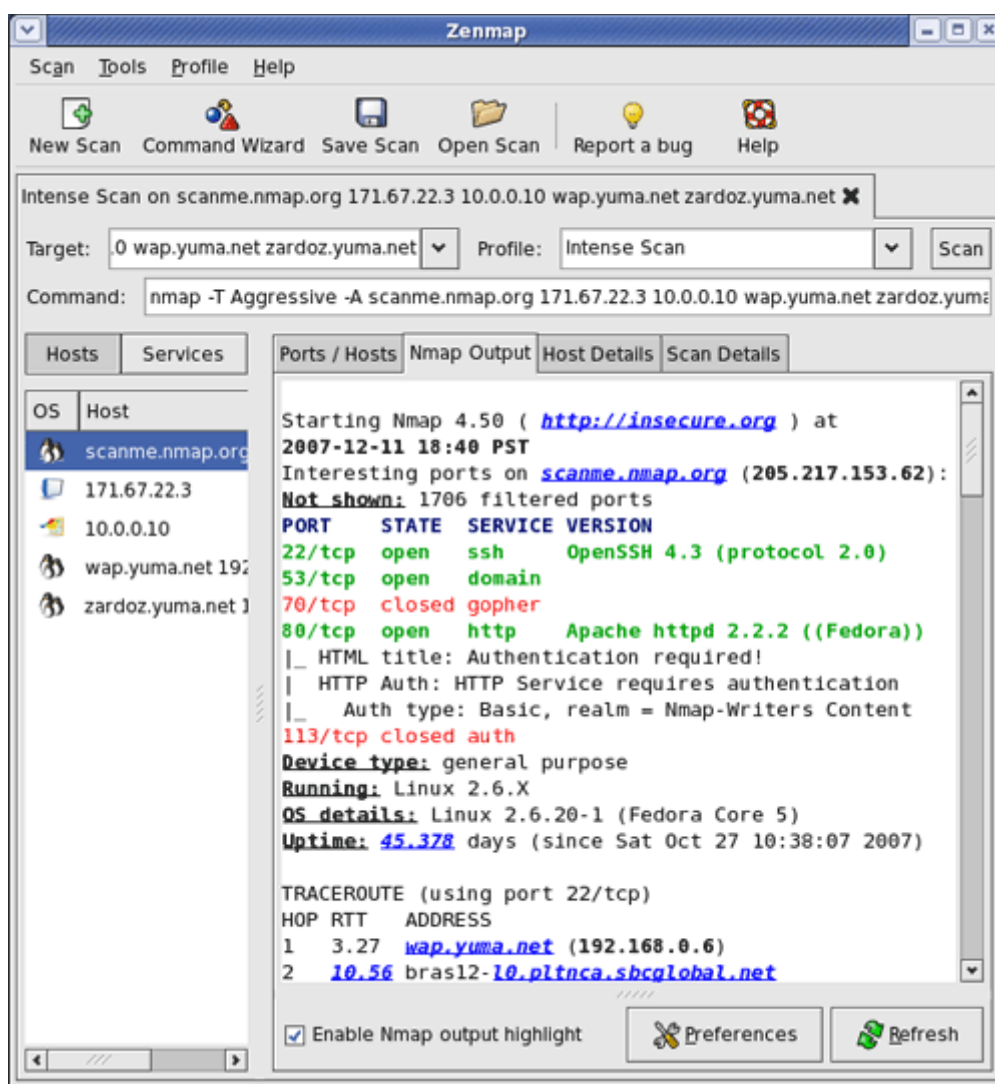 Zenmap
Scan Tools Profile Help
New Scan Command Wizard Save Scan Open Scan Report a bug Help
Intense Scan on scanme.nmap.org 171.67.22.3 10.0.0.10 wap.yuma.net zardoz.yuma.net
Target: .0 wap.yuma.net zardoz.yuma.net Profile: Intense Scan Scan
Command: nmap -T Aggressive -A scanme.nmap.org 171.67.22.3 10.0.0.10 wap.yuma.net zardoz.yuma
Hosts Services
OS Host
scanme.nmap.org
171.67.22.3
10.0.0.10
wap.yuma.net 192
zardoz.yuma.net 1
Ports / Hosts Nmap Output Host Details Scan Details
Starting Nmap 4.50 ( http://insecure.org ) at
2007-12-11 18:40 PST
Interesting ports on scanme.nmap.org (205.217.153.62):
Not shown: 1706 filtered ports
PORT STATE SERVICE VERSION
22/tcp open ssh OpenSSH 4.3 (protocol 2.0)
53/tcp open domain
70/tcp closed gopher
80/tcp open http Apache httpd 2.2.2 ((Fedora))
|_ HTML title: Authentication required!
| HTTP Auth: HTTP Service requires authentication
|_ Auth type: Basic, realm = Nmap-Writers Content
113/tcp closed auth
Device type: general purpose
Running: Linux 2.6.X
OS details: Linux 2.6.20-1 (Fedora Core 5)
Uptime: 45.378 days (since Sat Oct 27 10:38:07 2007)
TRACEROUTE (using port 22/tcp)
HOP RTT ADDRESS
1 3.27 wap.yuma.net (192.168.0.6)
2 10.56 bras12-l0.pltnca.sbcglobal.net
Enable Nmap output highlight Preferences Refresh